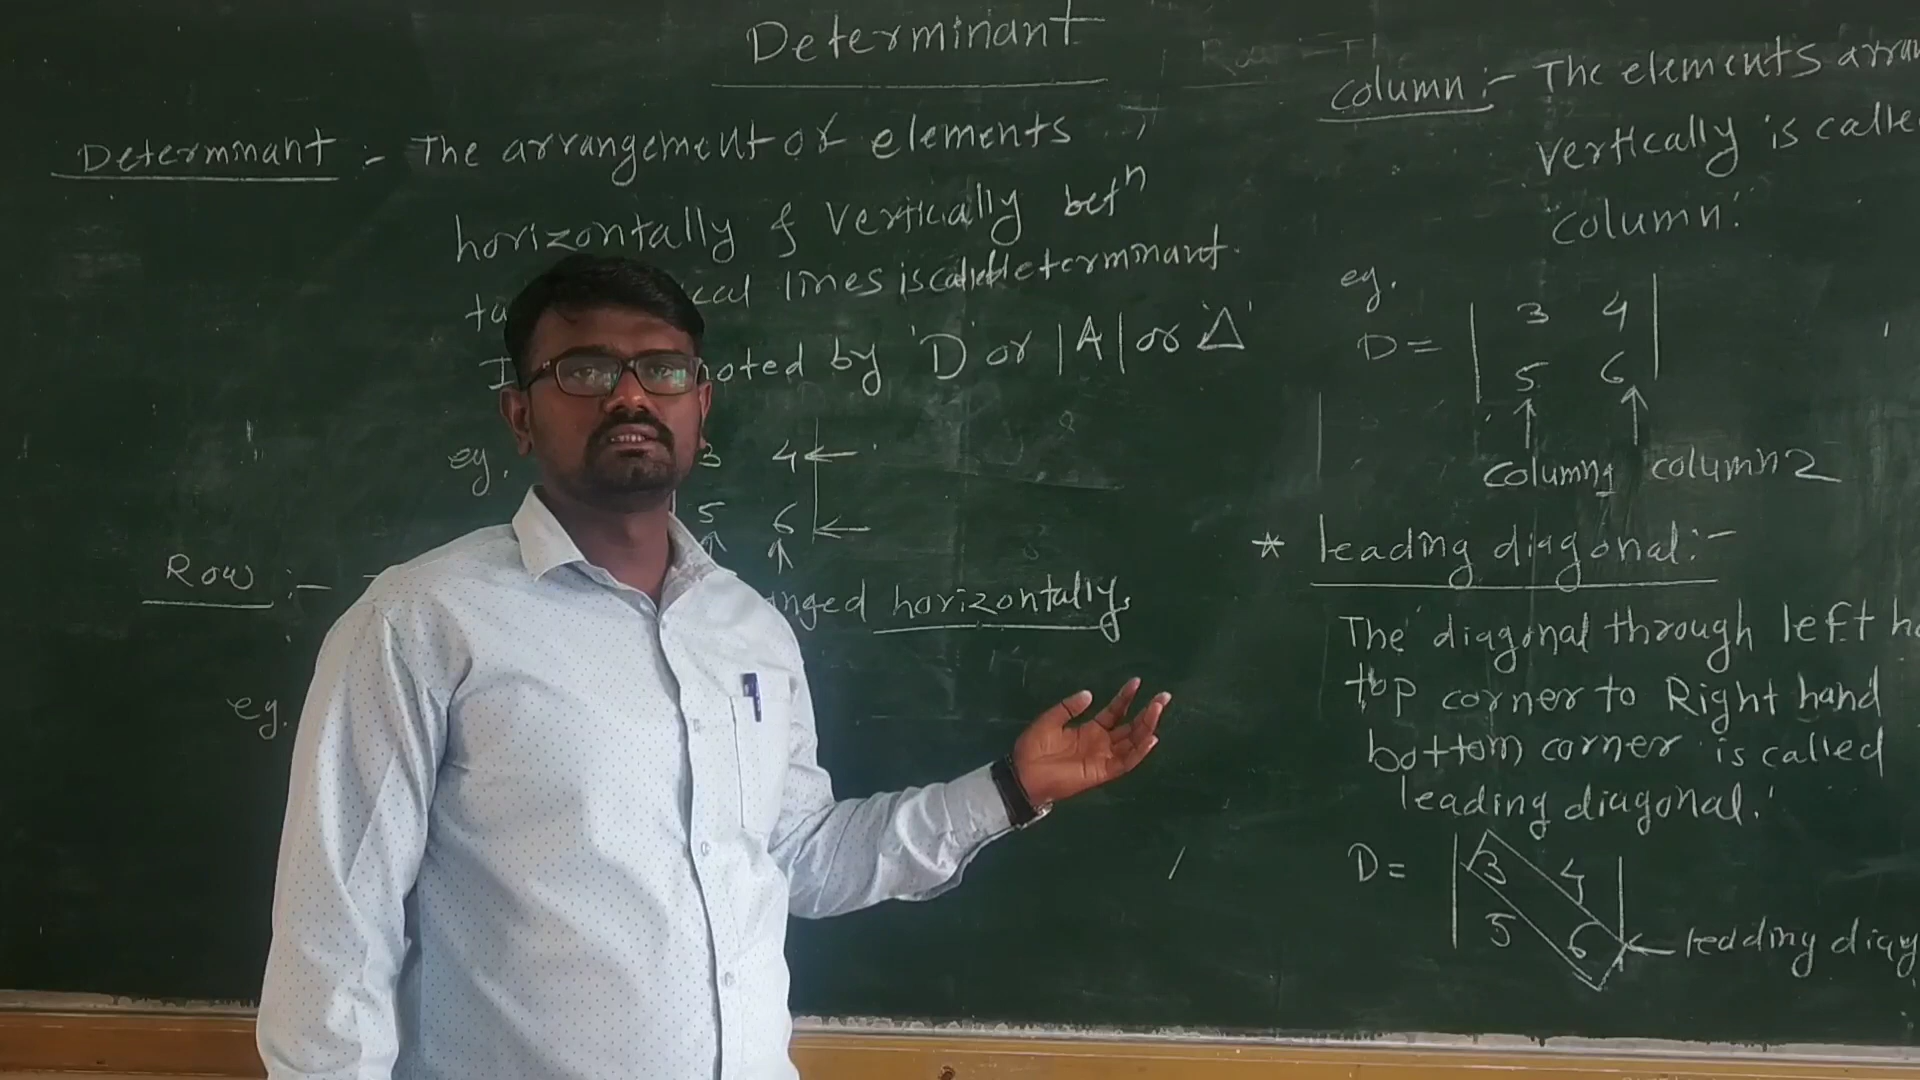 Determinant
Determinant :- The arrangement of elements
horizontally & vertically betn
lines is called determinant.
by 'D' or |A| or 'Δ'
eg.
3 4
5 6
Row :-
horizontally.
eg.
column :- The elements
vertically is
'column'.
eg.
D = | 3 4 |
5 6
column1 column2
* leading diagonal :-
The diagonal through left
top corner to Right hand
bottom corner is called
leading diagonal.'
D = | 3 4 |
5 6 ← leading